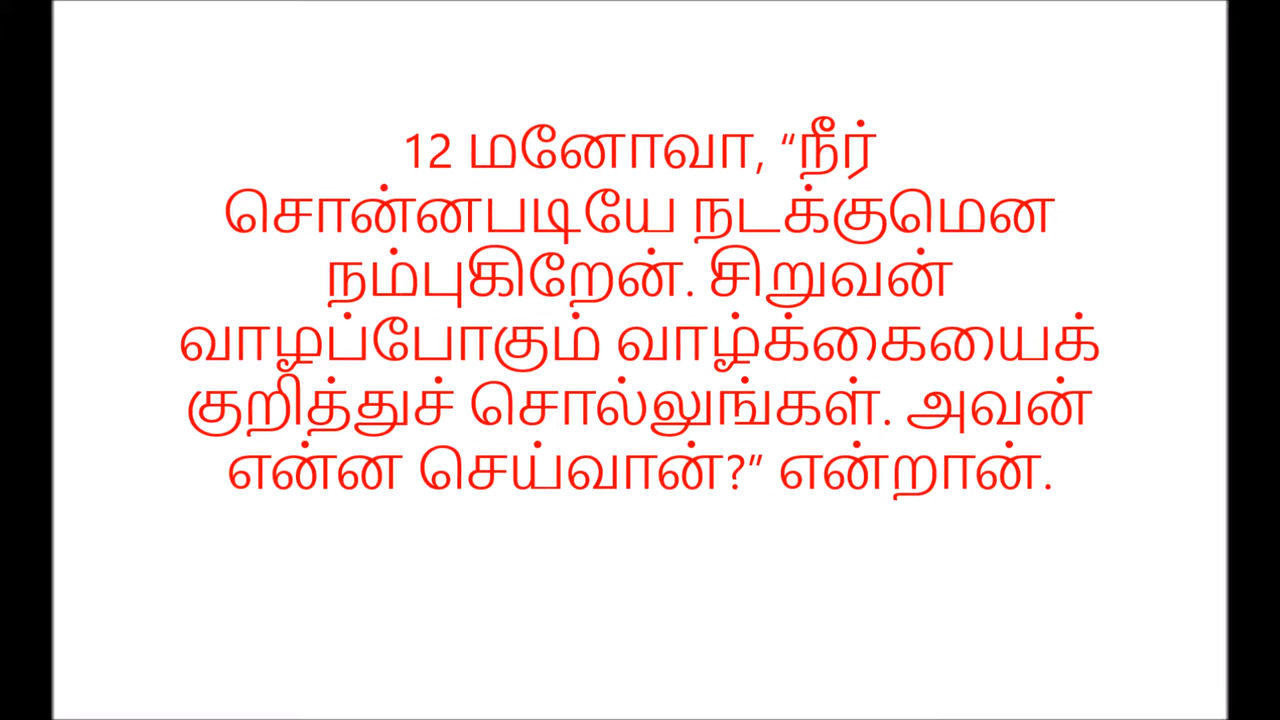 12 மனோவா, “நீர்
சொன்னபடியே நடக்குமென
நம்புகிறேன். சிறுவன்
வாழப்போகும் வாழ்க்கையைக்
குறித்துச் சொல்லுங்கள். அவன்
என்ன செய்வான்?” என்றான்.